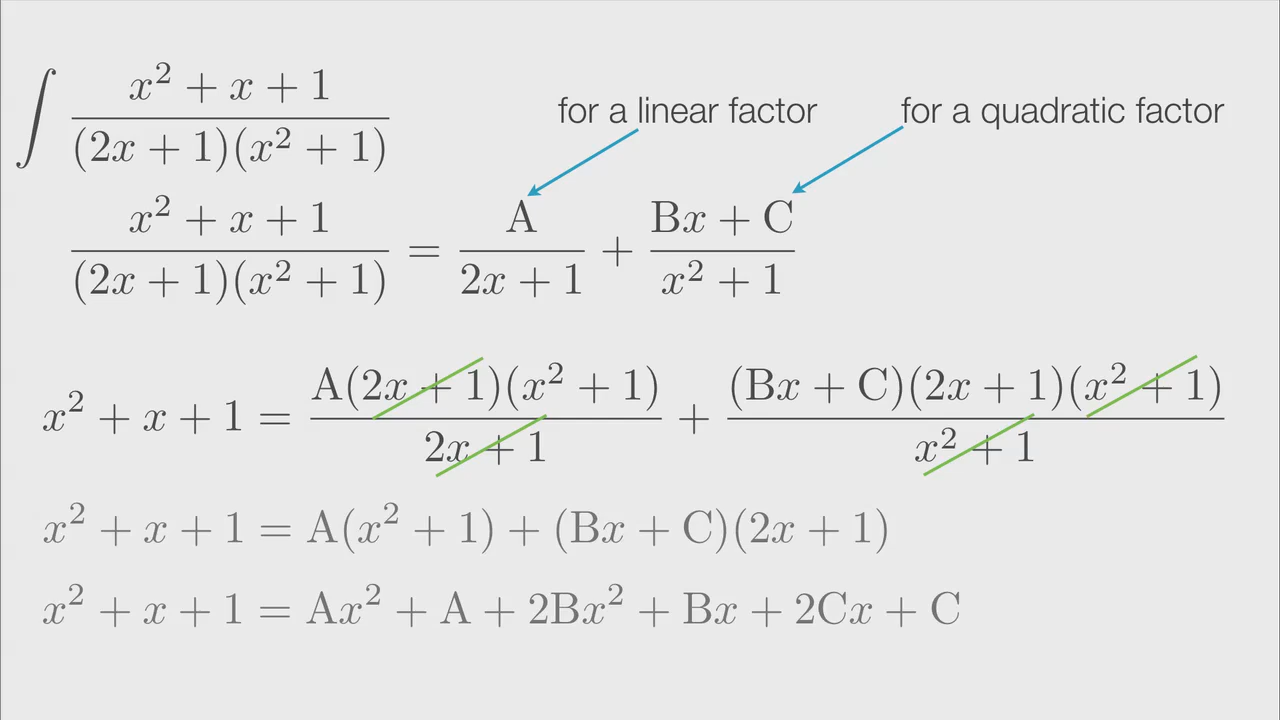 ∫ x² + x + 1 / (2x + 1)(x² + 1)
for a linear factor
for a quadratic factor
x² + x + 1 / (2x + 1)(x² + 1) = A / 2x + 1 + Bx + C / x² + 1
x² + x + 1 = A(2x + 1)(x² + 1) / 2x + 1 + (Bx + C)(2x + 1)(x² + 1) / x² + 1
x² + x + 1 = A(x² + 1) + (Bx + C)(2x + 1)
x² + x + 1 = Ax² + A + 2Bx² + Bx + 2Cx + C